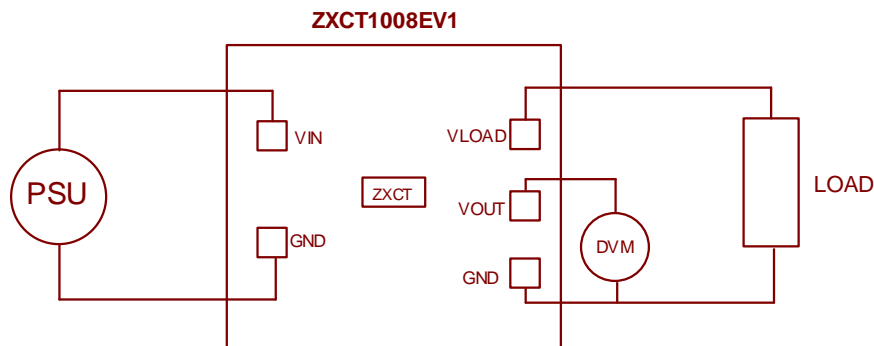 ZXCT1008EV1
VIN
VLOAD
PSU
ZXCT
LOAD
VOUT
GND
DVM
GND